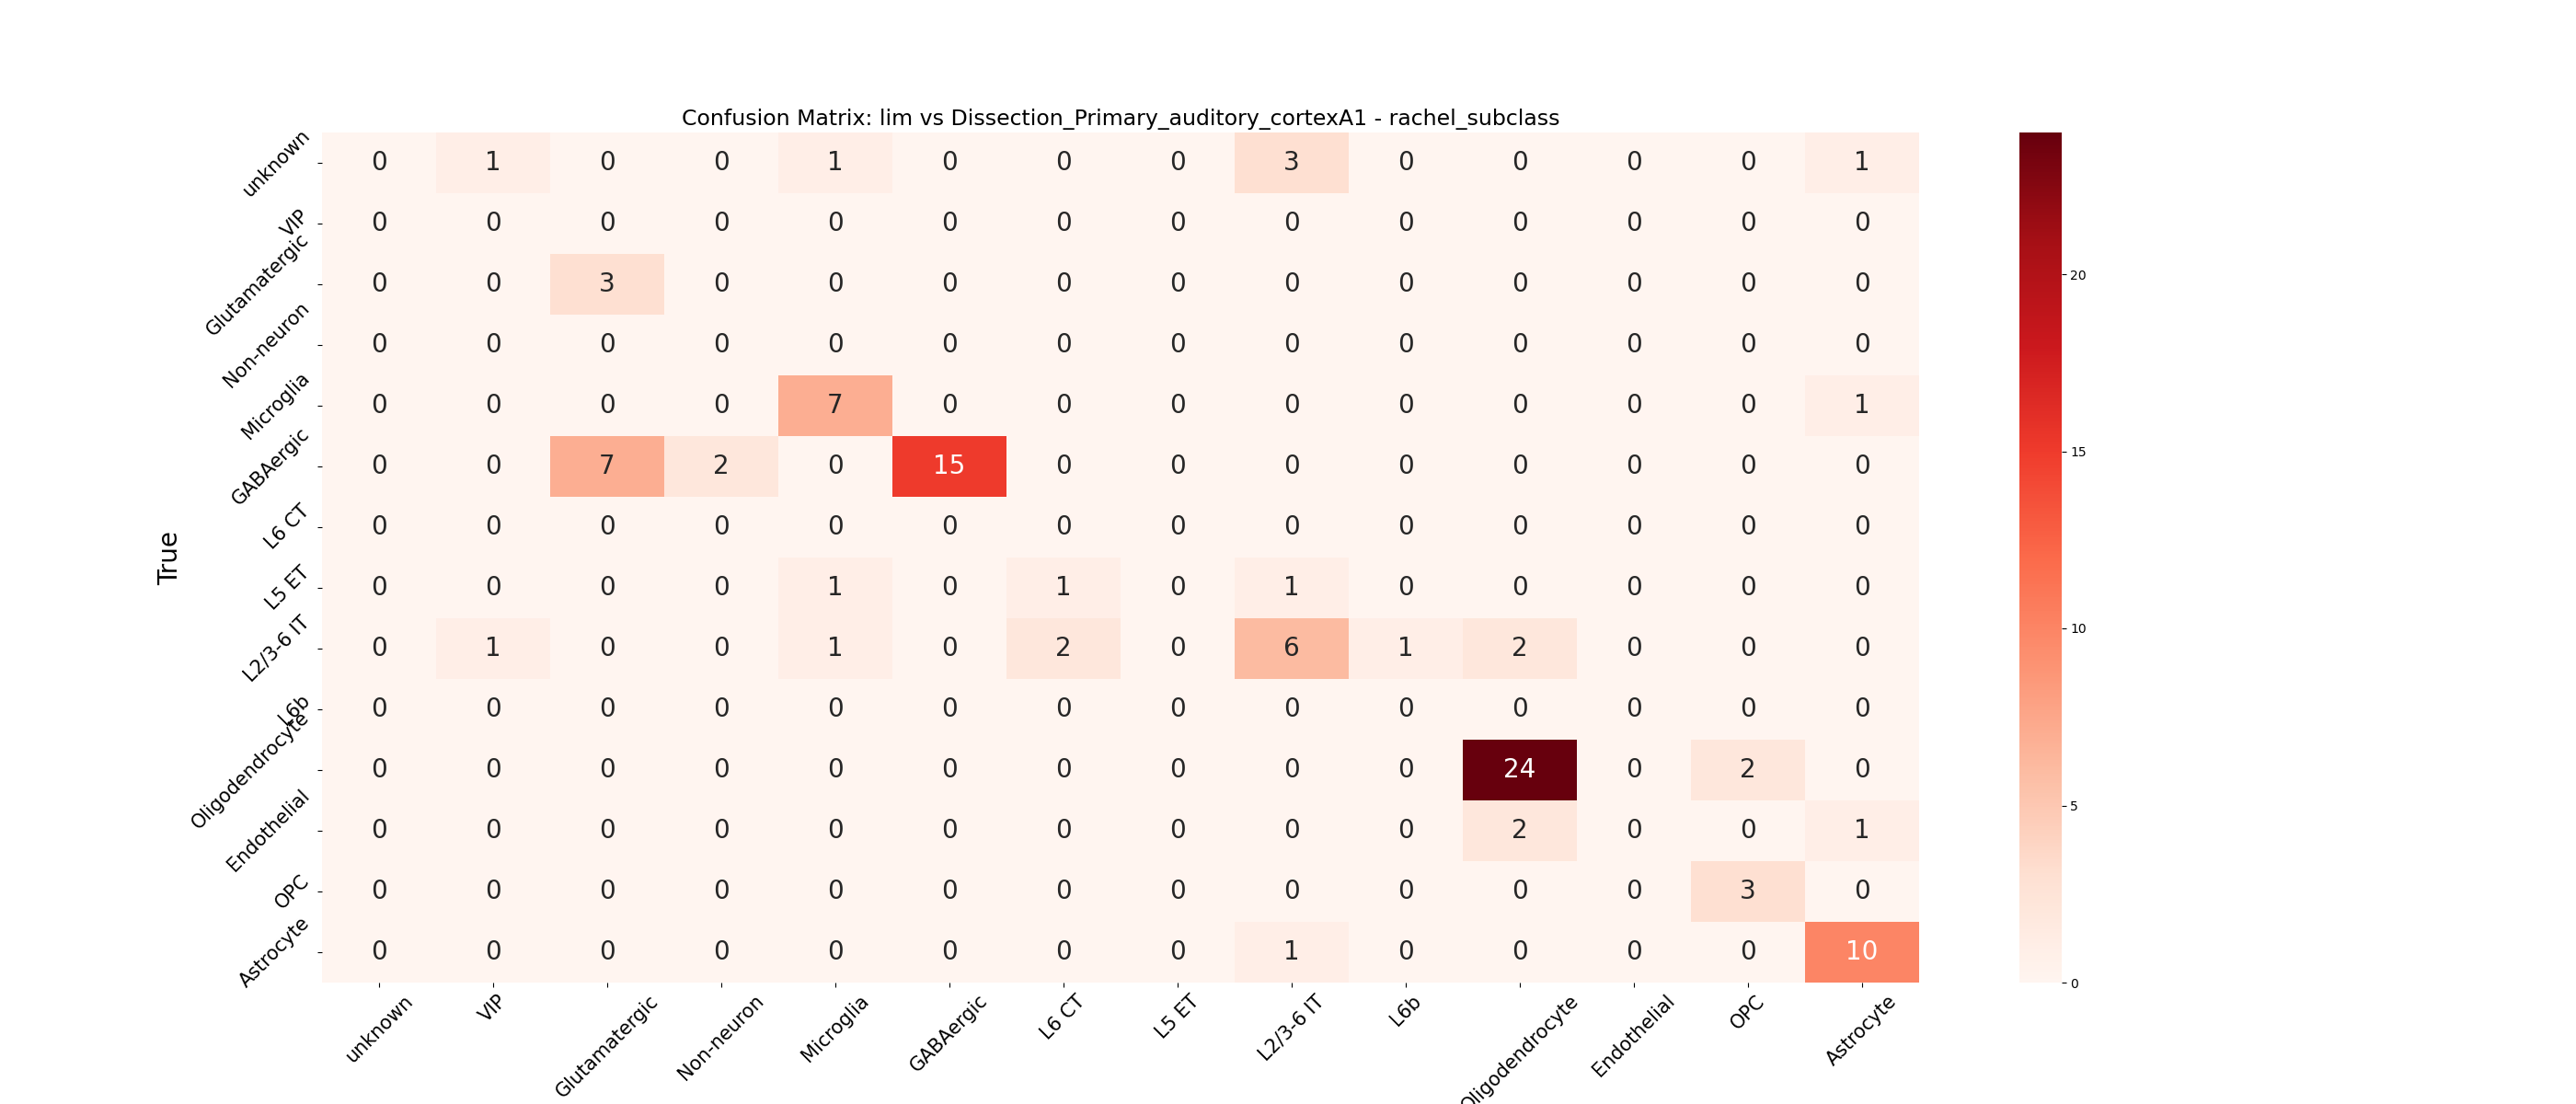 Confusion Matrix: lim vs Dissection_Primary_auditory_cortexA1 - rachel_subclass
unknown 0 1 0 0 1 0 0 0 3 0 0 0 0 1
VIP 0 0 0 0 0 0 0 0 0 0 0 0 0 0
Glutamatergic 0 0 3 0 0 0 0 0 0 0 0 0 0 0
Non-neuron 0 0 0 0 0 0 0 0 0 0 0 0 0 0
Microglia 0 0 0 0 7 0 0 0 0 0 0 0 0 1
GABAergic 0 0 7 2 0 15 0 0 0 0 0 0 0 0
L6 CT 0 0 0 0 0 0 0 0 0 0 0 0 0 0
L5 ET 0 0 0 0 1 0 1 0 1 0 0 0 0 0
L2/3-6 IT 0 1 0 0 1 0 2 0 6 1 2 0 0 0
L6b 0 0 0 0 0 0 0 0 0 0 0 0 0 0
Oligodendrocyte 0 0 0 0 0 0 0 0 0 0 24 0 2 0
Endothelial 0 0 0 0 0 0 0 0 0 0 2 0 0 1
OPC 0 0 0 0 0 0 0 0 0 0 0 0 3 0
Astrocyte 0 0 0 0 0 0 0 0 1 0 0 0 0 10
True
unknown VIP Glutamatergic Non-neuron Microglia GABAergic L6 CT L5 ET L2/3-6 IT L6b Oligodendrocyte Endothelial OPC Astrocyte
20
15
10
5
0